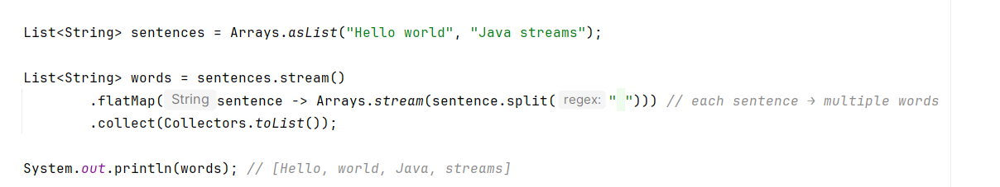 List<String> sentences = Arrays.asList("Hello world", "Java streams");
List<String> words = sentences.stream()
.flatMap( String sentence -> Arrays.stream(sentence.split( regex: " "))) // each sentence → multiple words
.collect(Collectors.toList());
System.out.println(words); // [Hello, world, Java, streams]